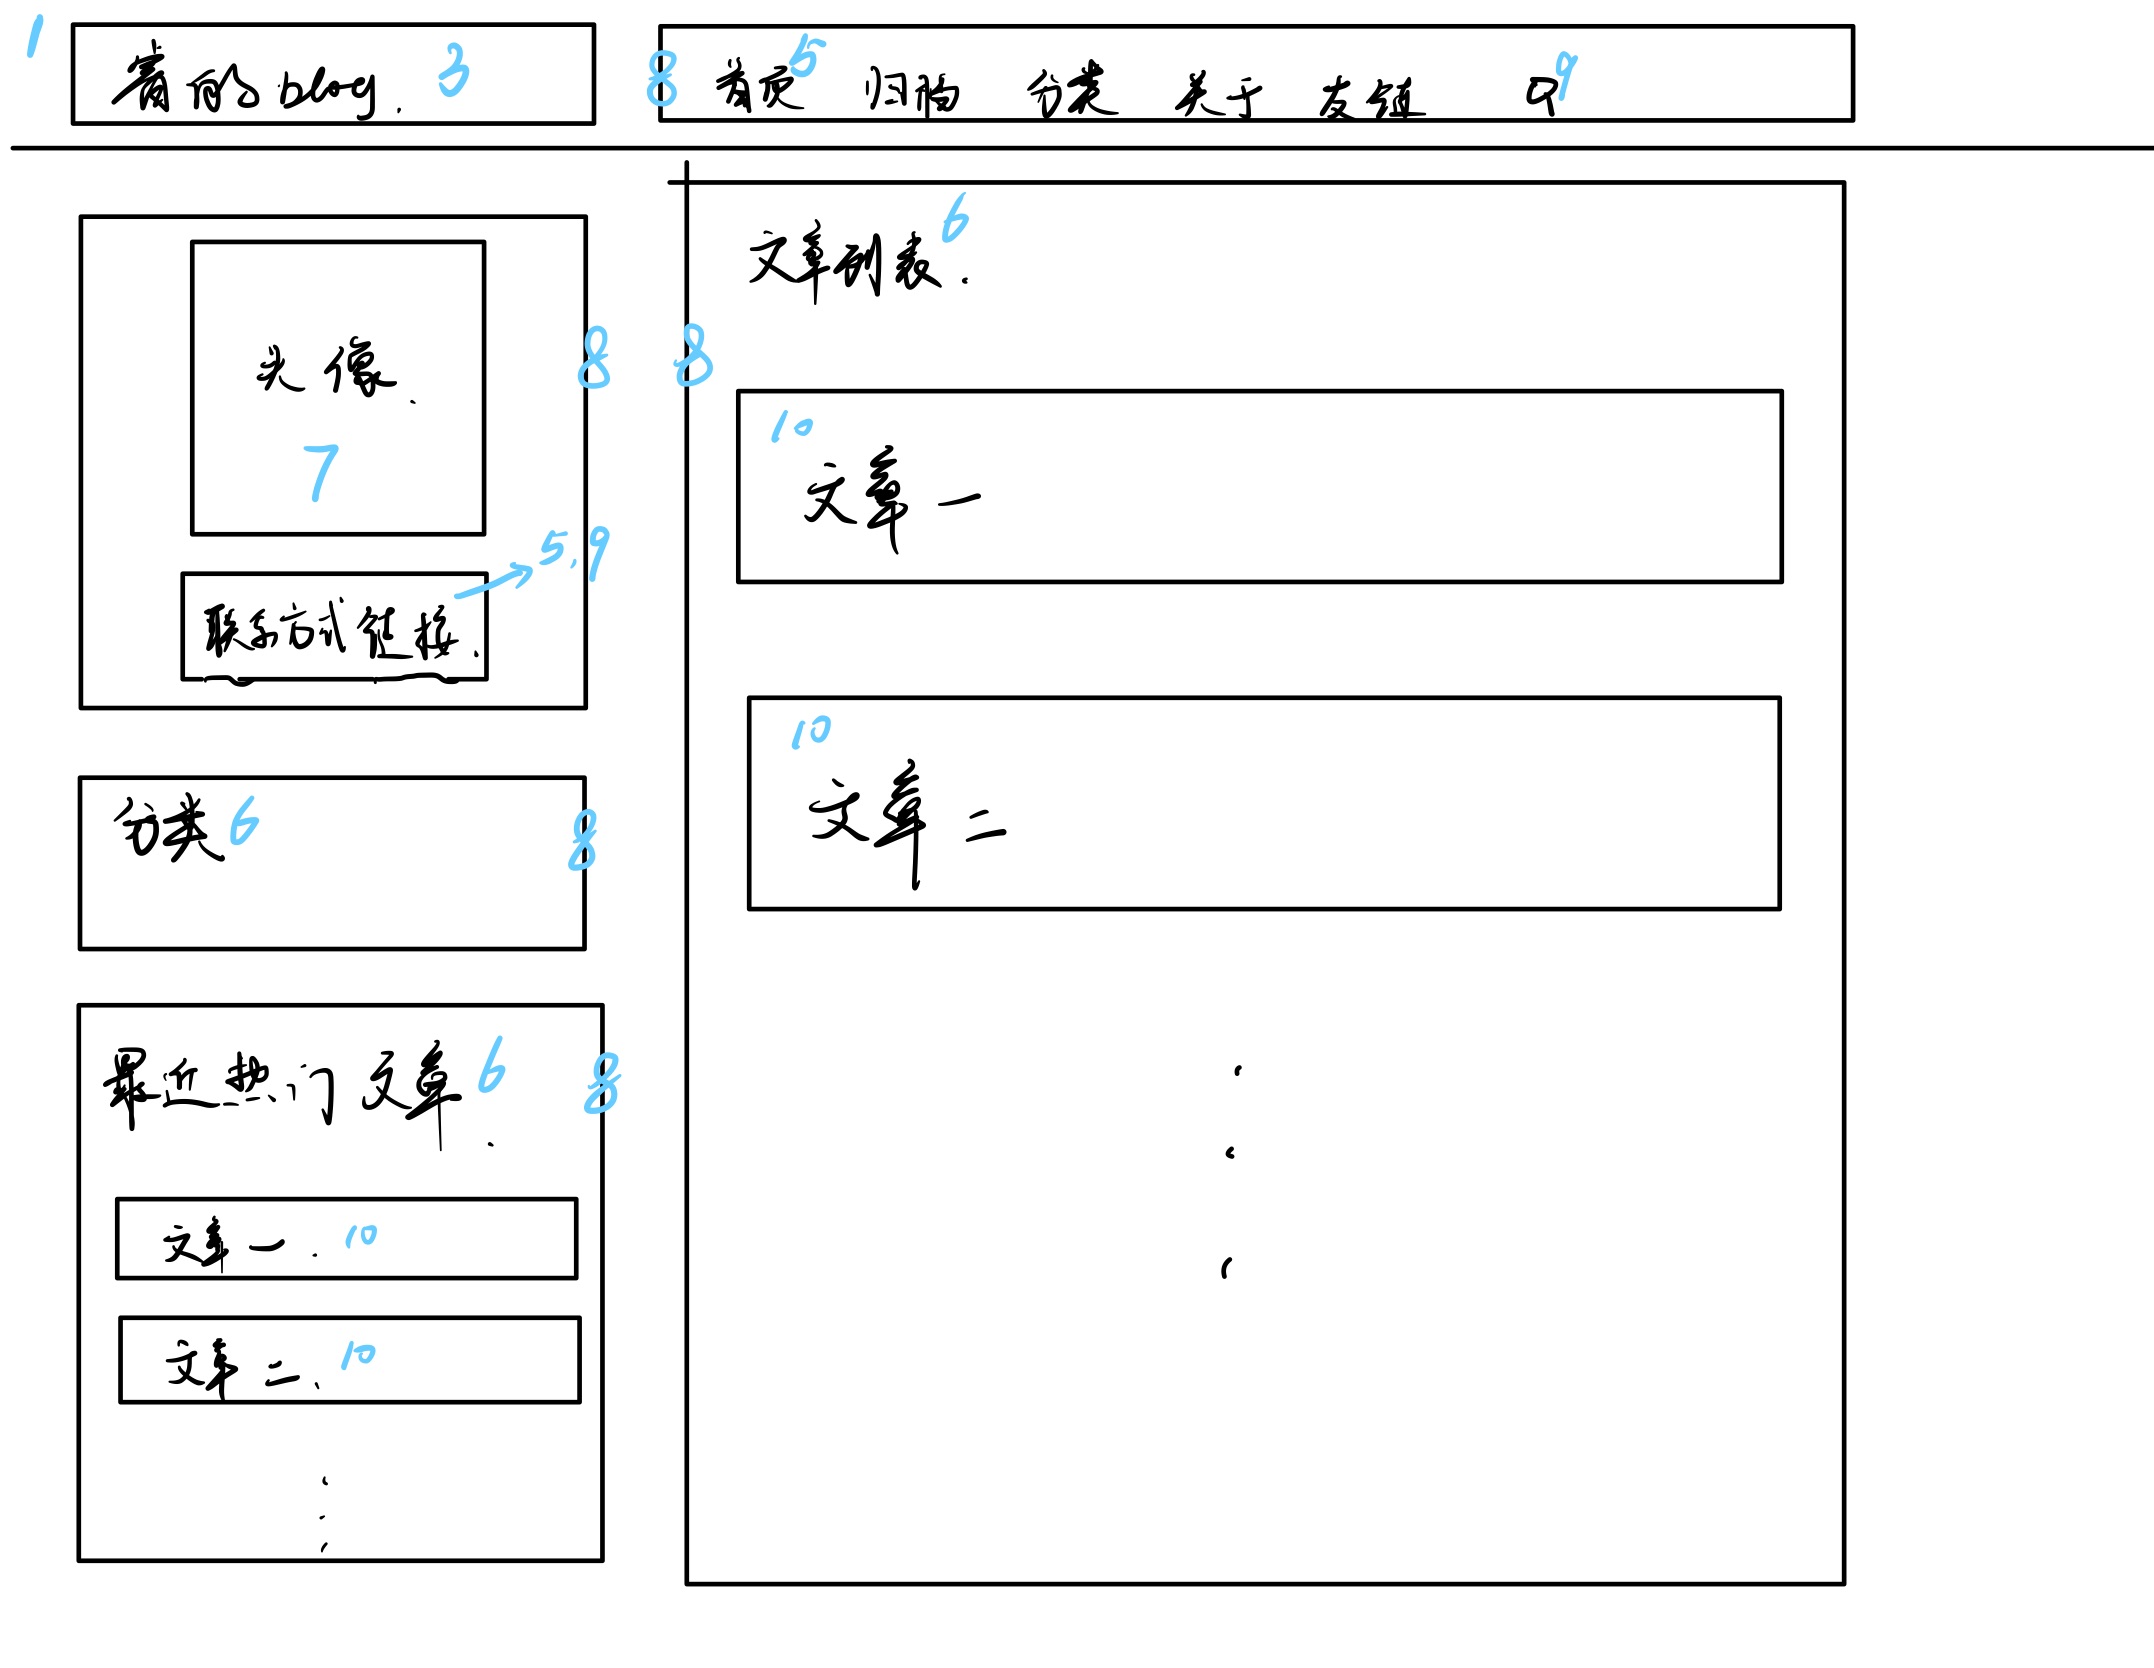 1
的blog. 3
8 首页 5 归档 分类 关于 友链 9
文章列表. 6
头像.
7
8 8
5, 9
联系方式链接.
10
文章一
10
文章二
分类 6
8
最近热门文章. 6
8
文章一. 10
文章二. 10